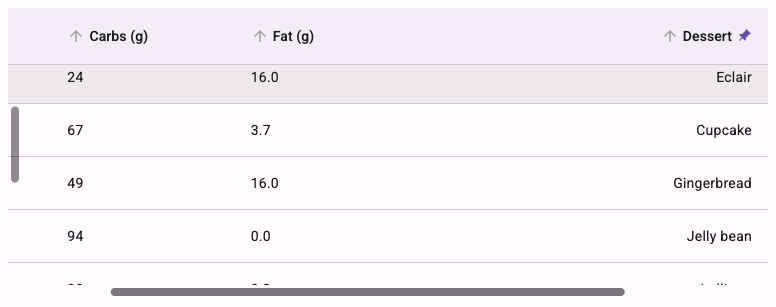 Carbs (g) Fat (g) Dessert
24 16.0 Eclair
67 3.7 Cupcake
49 16.0 Gingerbread
94 0.0 Jelly bean